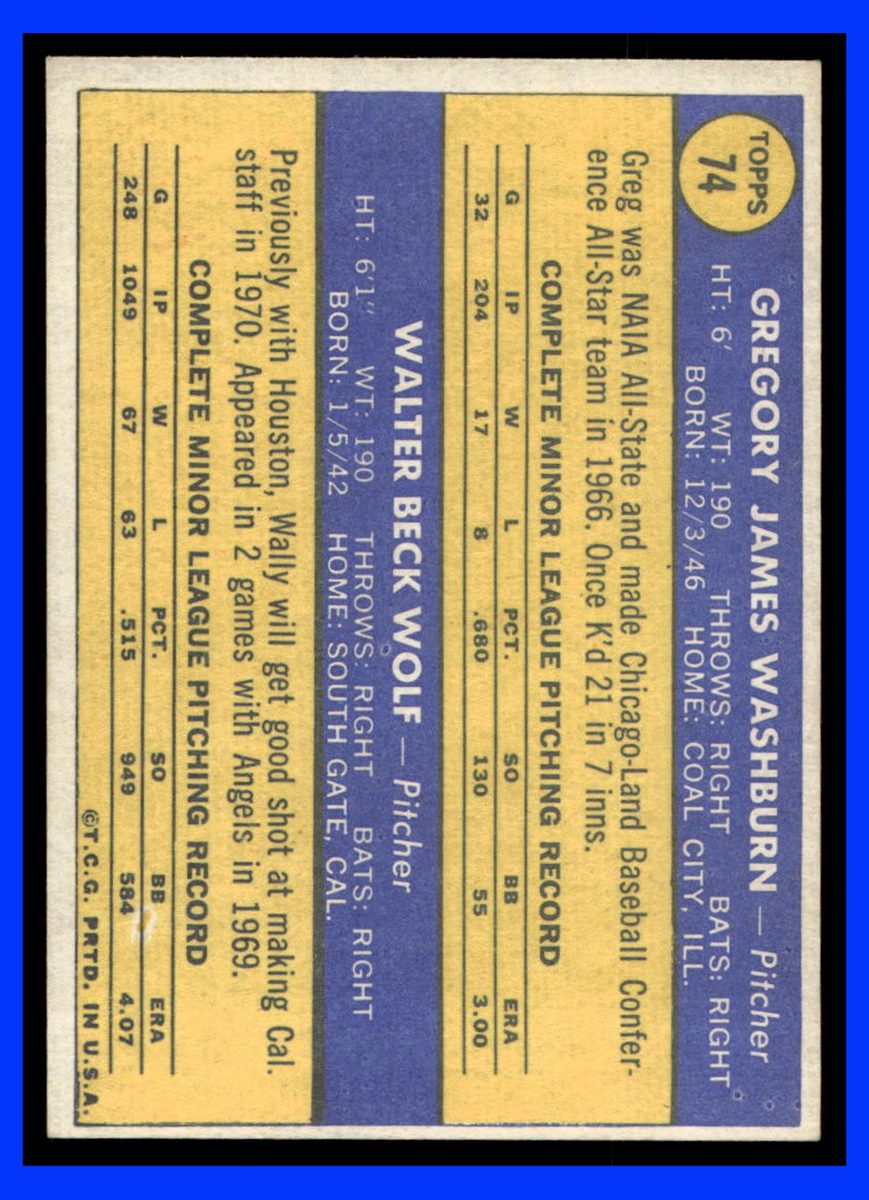 TOPPS
74
GREGORY JAMES WASHBURN — Pitcher
HT: 6' WT: 190 THROWS: RIGHT BATS: RIGHT
BORN: 12/3/46 HOME: COAL CITY, ILL.
Greg was NAIA All-State and made Chicago-Land Baseball Confer-
ence All-Star team in 1966. Once K'd 21 in 7 inns.
COMPLETE MINOR LEAGUE PITCHING RECORD
G IP W L PCT. SO BB ERA
32 204 17 8 .680 130 55 3.00
WALTER BECK WOLF — Pitcher
HT: 6'1" WT: 190 THROWS: RIGHT BATS: RIGHT
BORN: 1/5/42 HOME: SOUTH GATE, CAL.
Previously with Houston, Wally will get good shot at making Cal.
staff in 1970. Appeared in 2 games with Angels in 1969.
COMPLETE MINOR LEAGUE PITCHING RECORD
G IP W L PCT. SO BB ERA
248 1049 67 63 .515 949 584 4.07
©T.C.G. PRTD. IN U.S.A.